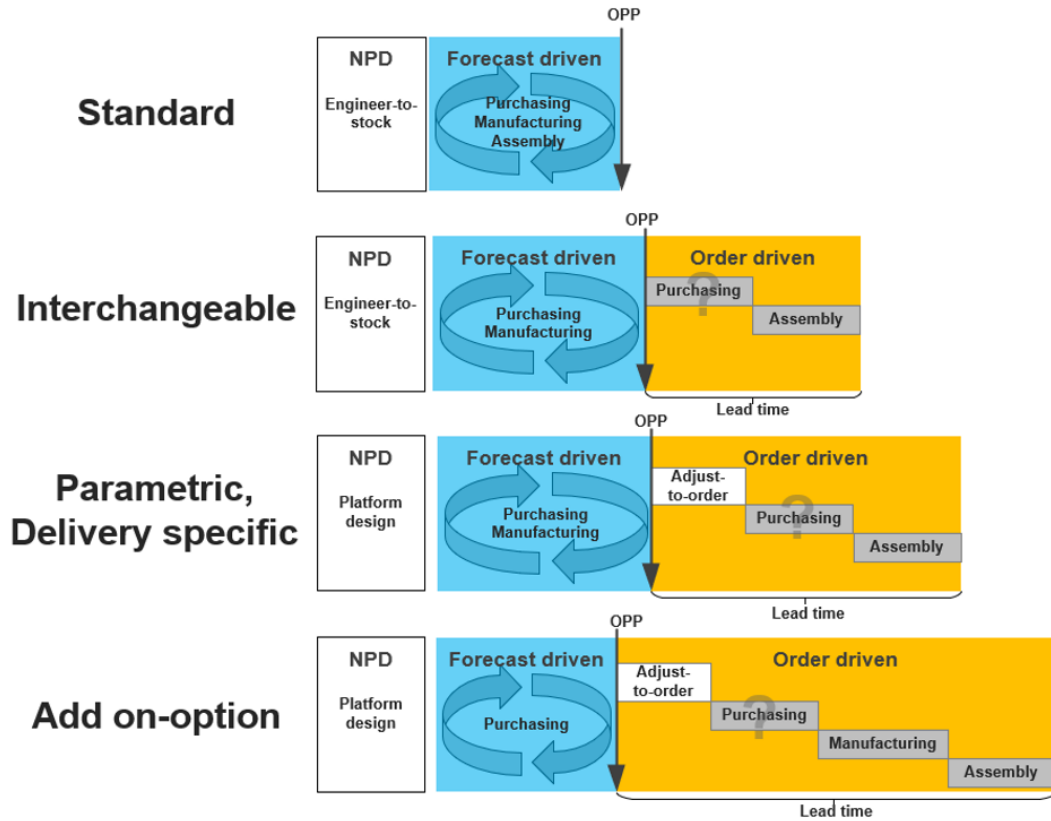 OPP
Standard
NPD
Engineer-to-
stock
Forecast driven
Purchasing
Manufacturing
Assembly
OPP
Interchangeable
NPD
Engineer-to-
stock
Forecast driven
Purchasing
Manufacturing
Order driven
?
Purchasing
Assembly
Lead time
OPP
Parametric,
Delivery specific
NPD
Platform
design
Forecast driven
Purchasing
Manufacturing
Order driven
Adjust-
to-order
?
Purchasing
Assembly
Lead time
OPP
Add on-option
NPD
Platform
design
Forecast driven
Purchasing
Order driven
Adjust-
to-order
?
Purchasing
Manufacturing
Assembly
Lead time